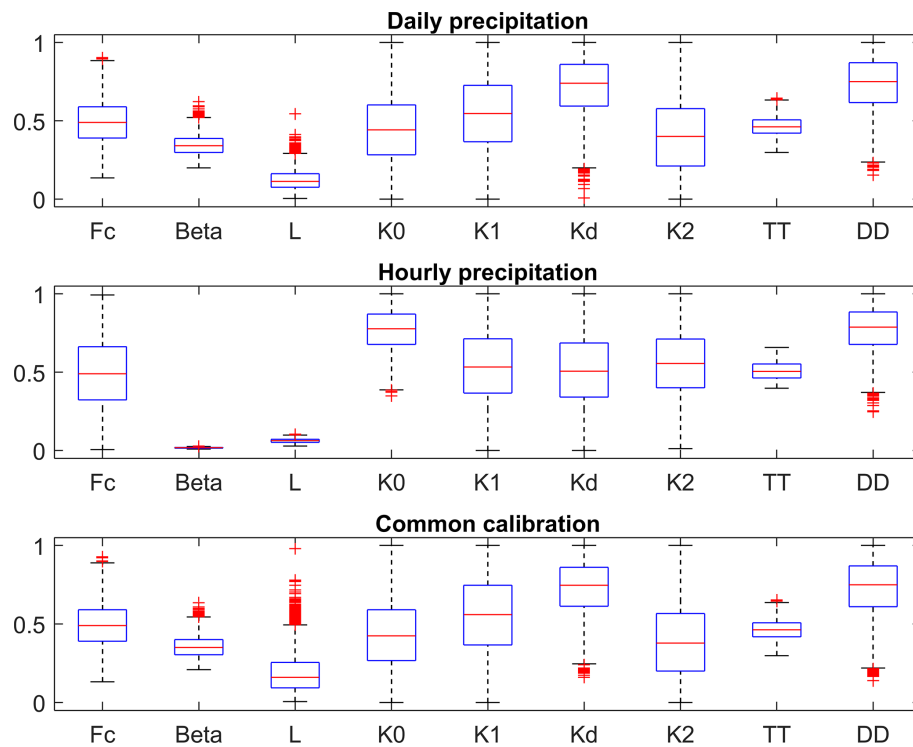 Daily precipitation
1
0.5
0
Fc Beta L K0 K1 Kd K2 TT DD
Hourly precipitation
1
0.5
0
Fc Beta L K0 K1 Kd K2 TT DD
Common calibration
1
0.5
0
Fc Beta L K0 K1 Kd K2 TT DD